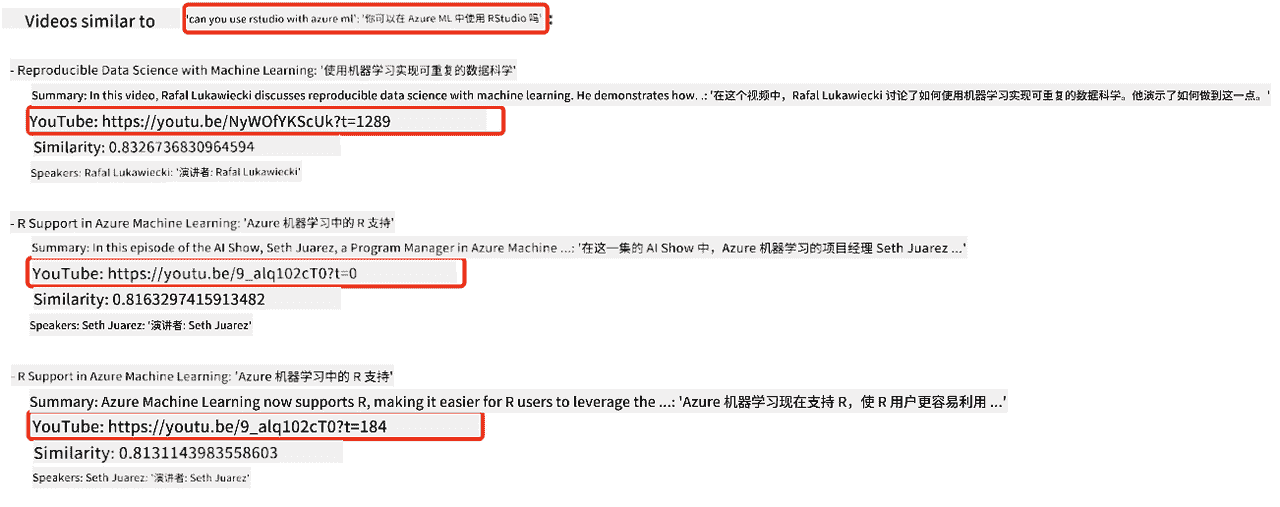 Videos similar to 'can you use rstudio with azure ml': '你可以在 Azure ML 中使用 RStudio 吗' :
- Reproducible Data Science with Machine Learning: '使用机器学习实现可重复的数据科学'
Summary: In this video, Rafal Lukawiecki discusses reproducible data science with machine learning. He demonstrates how. .: '在这个视频中，Rafal Lukawiecki 讨论了如何使用机器学习实现可重复的数据科学。他演示了如何做到这一点。'
YouTube: https://youtu.be/NyWOfYKScUk?t=1289
Similarity: 0.8326736830964594
Speakers: Rafal Lukawiecki: '演讲者: Rafal Lukawiecki'
- R Support in Azure Machine Learning: 'Azure 机器学习中的 R 支持'
Summary: In this episode of the AI Show, Seth Juarez, a Program Manager in Azure Machine ...: '在这一集的 AI Show 中，Azure 机器学习的项目经理 Seth Juarez ...'
YouTube: https://youtu.be/9_alq102cT0?t=0
Similarity: 0.8163297415913482
Speakers: Seth Juarez: '演讲者: Seth Juarez'
- R Support in Azure Machine Learning: 'Azure 机器学习中的 R 支持'
Summary: Azure Machine Learning now supports R, making it easier for R users to leverage the ...: 'Azure 机器学习现在支持 R，使 R 用户更容易利用 ...'
YouTube: https://youtu.be/9_alq102cT0?t=184
Similarity: 0.8131143983558603
Speakers: Seth Juarez: '演讲者: Seth Juarez'